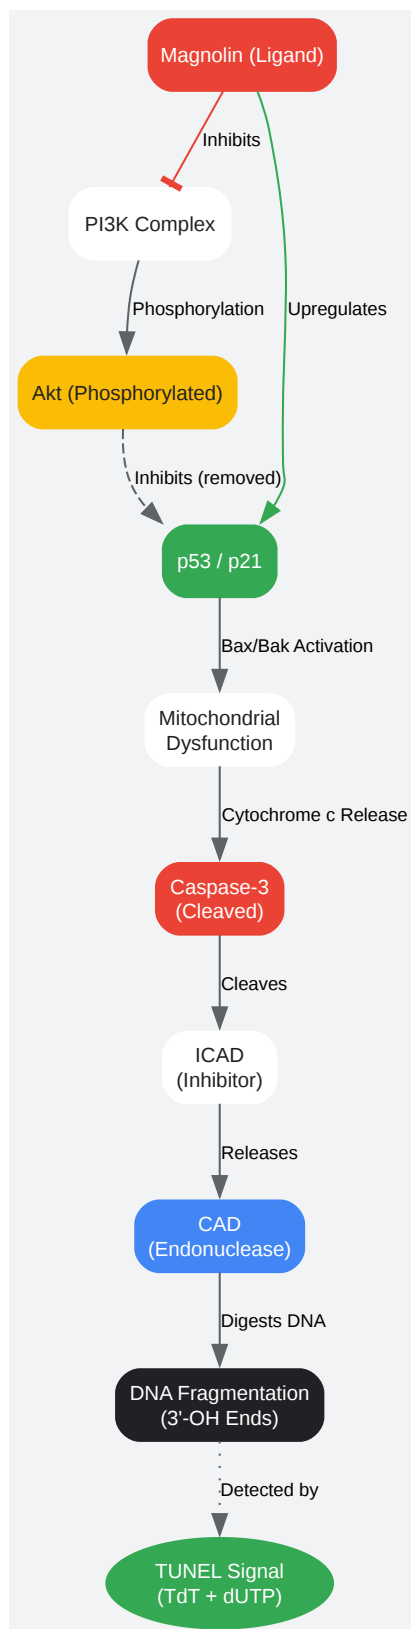 Magnolin (Ligand)
Inhibits
PI3K Complex
Phosphorylation
Upregulates
Akt (Phosphorylated)
Inhibits (removed)
p53 / p21
Bax/Bak Activation
Mitochondrial
Dysfunction
Cytochrome c Release
Caspase-3
(Cleaved)
Cleaves
ICAD
(Inhibitor)
Releases
CAD
(Endonuclease)
Digests DNA
DNA Fragmentation
(3'-OH Ends)
Detected by
TUNEL Signal
(TdT + dUTP)